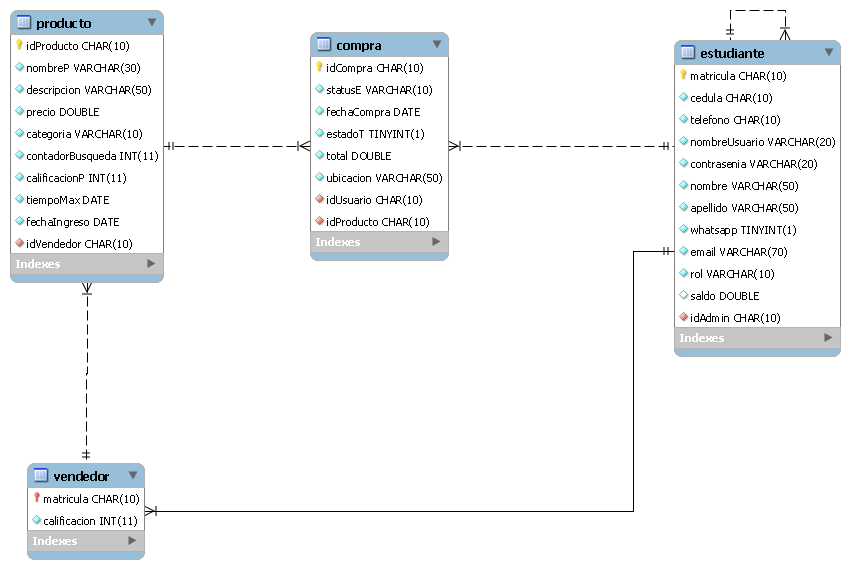 producto
idProducto CHAR(10)
nombreP VARCHAR(30)
descripcion VARCHAR(50)
precio DOUBLE
categoria VARCHAR(10)
contadorBusqueda INT(11)
calificacionP INT(11)
tiempoMax DATE
fechaIngreso DATE
idVendedor CHAR(10)
Indexes
compra
idCompra CHAR(10)
statusE VARCHAR(10)
fechaCompra DATE
estadoT TINYINT(1)
total DOUBLE
ubicacion VARCHAR(50)
idUsuario CHAR(10)
idProducto CHAR(10)
Indexes
estudiante
matricula CHAR(10)
cedula CHAR(10)
telefono CHAR(10)
nombreUsuario VARCHAR(20)
contrasenia VARCHAR(20)
nombre VARCHAR(50)
apellido VARCHAR(50)
whatsapp TINYINT(1)
email VARCHAR(70)
rol VARCHAR(10)
saldo DOUBLE
idAdmin CHAR(10)
Indexes
vendedor
matricula CHAR(10)
calificacion INT(11)
Indexes